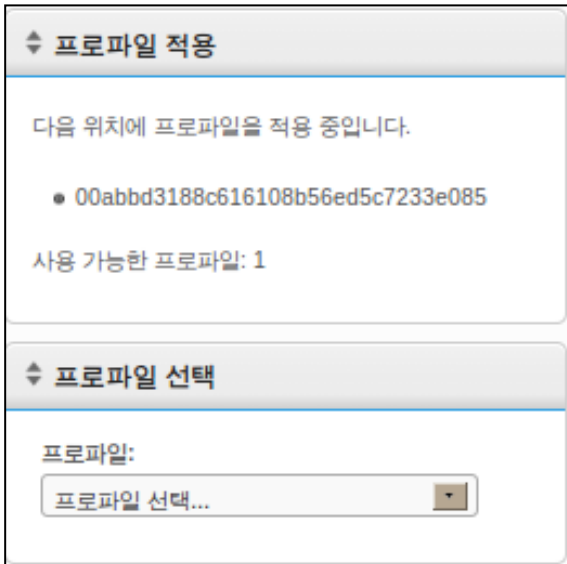 프로파일 적용
다음 위치에 프로파일을 적용 중입니다.
00abbd3188c616108b56ed5c7233e085
사용 가능한 프로파일: 1
프로파일 선택
프로파일:
프로파일 선택...